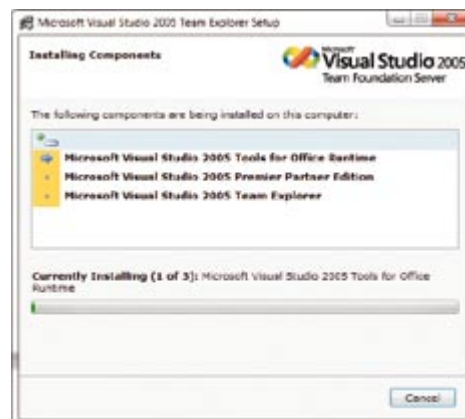 Microsoft Visual Studio 2005 Team Explorer Setup
Installing Components
Microsoft
Visual Studio 2005
Team Foundation Server
The following components are being installed on this computer:
Microsoft Visual Studio 2005 Tools for Office Runtime
Microsoft Visual Studio 2005 Premier Partner Edition
Microsoft Visual Studio 2005 Team Explorer
Currently Installing (1 of 3): Microsoft Visual Studio 2005 Tools for Office
Runtime
Cancel